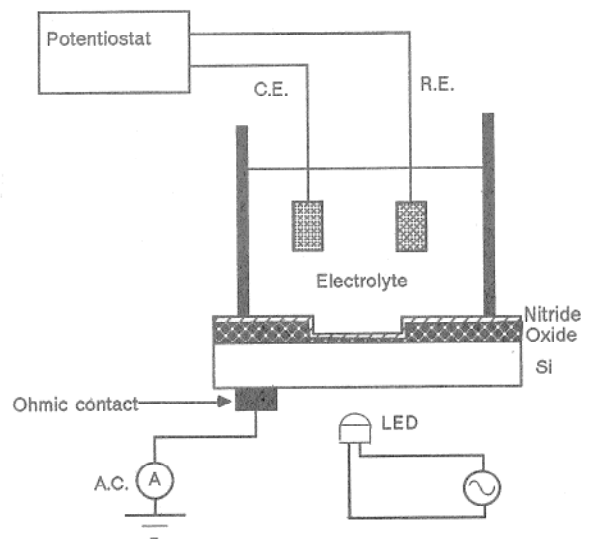 Potentiostat
C.E.
R.E.
Electrolyte
Nitride
Oxide
Si
Ohmic contact
LED
A.C.
A